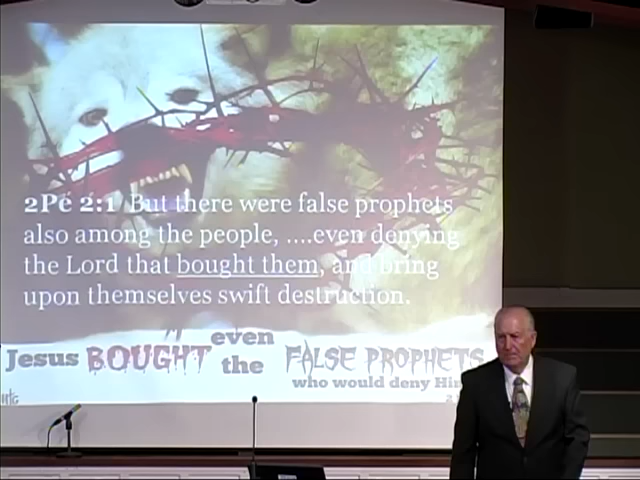 2Pe 2:1 But there were false prophets
also among the people, ....even denying
the Lord that bought them, and bring
upon themselves swift destruction.
Jesus BOUGHT even the FALSE PROPHETS
who would deny